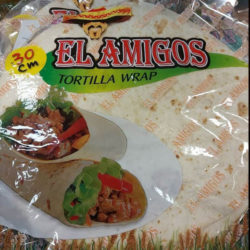 30
cm
EL AMIGOS
TORTILLA WRAP